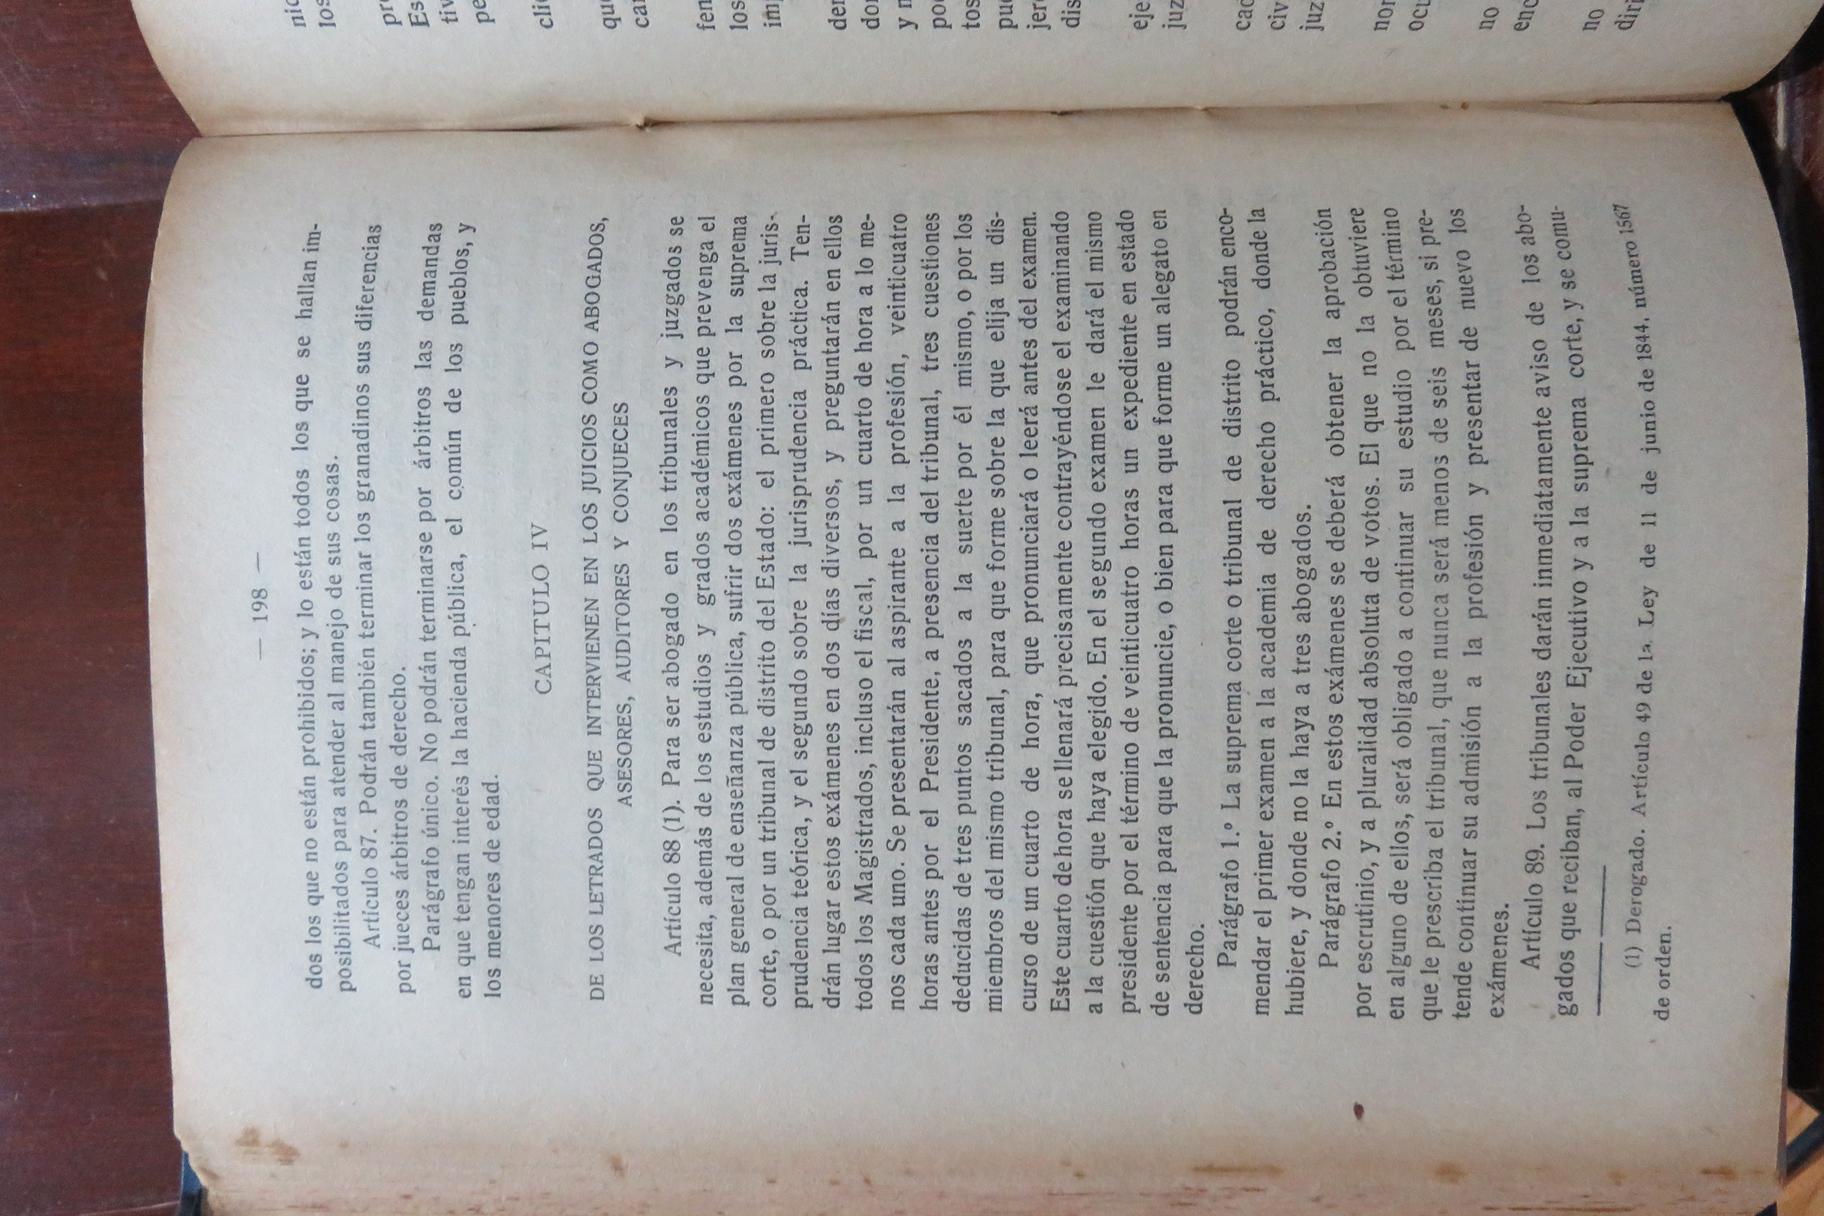 — 198 —
dos los que no están prohibidos; y lo están todos los que se hallan im-
posibilitados para atender al manejo de sus cosas.
Artículo 87. Podrán también terminar los granadinos sus diferencias
por jueces árbitros de derecho.
Parágrafo único. No podrán terminarse por árbitros las demandas
en que tengan interés la hacienda pública, el común de los pueblos, y
los menores de edad.
CAPITULO IV
DE LOS LETRADOS QUE INTERVIENEN EN LOS JUICIOS COMO ABOGADOS,
ASESORES, AUDITORES Y CONJUECES
Artículo 88 (1). Para ser abogado en los tribunales y juzgados se
necesita, además de los estudios y grados académicos que prevenga el
plan general de enseñanza pública, sufrir dos exámenes por la suprema
corte, o por un tribunal de distrito del Estado: el primero sobre la juris-
prudencia teórica, y el segundo sobre la jurisprudencia práctica. Ten-
drán lugar estos exámenes en dos días diversos, y preguntarán en ellos
todos los Magistrados, incluso el fiscal, por un cuarto de hora a lo me-
nos cada uno. Se presentarán al aspirante a la profesión, veinticuatro
horas antes por el Presidente, a presencia del tribunal, tres cuestiones
deducidas de tres puntos sacados a la suerte por él mismo, o por los
miembros del mismo tribunal, para que forme sobre la que elija un dis-
curso de un cuarto de hora, que pronunciará o leerá antes del examen.
Este cuarto de hora se llenará precisamente contrayéndose el examinando
a la cuestión que haya elegido. En el segundo examen le dará el mismo
presidente por el término de veinticuatro horas un expediente en estado
de sentencia para que la pronuncie, o bien para que forme un alegato en
derecho.
Parágrafo 1.º La suprema corte o tribunal de distrito podrán enco-
mendar el primer examen a la academia de derecho práctico, donde la
hubiere, y donde no la haya a tres abogados.
Parágrafo 2.º En estos exámenes se deberá obtener la aprobación
por escrutinio, y a pluralidad absoluta de votos. El que no la obtuviere
en alguno de ellos, será obligado a continuar su estudio por el término
que le prescriba el tribunal, que nunca será menos de seis meses, si pre-
tende continuar su admisión a la profesión y presentar de nuevo los
exámenes.
Artículo 89. Los tribunales darán inmediatamente aviso de los abo-
gados que reciban, al Poder Ejecutivo y a la suprema corte, y se comu-
(1) Derogado. Artículo 49 de la. Ley de 11 de junio de 1844, número 1567
de orden.